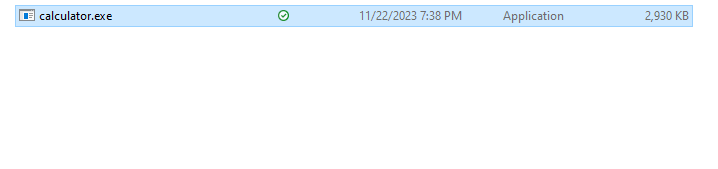 calculator.exe 11/22/2023 7:38 PM Application 2,930 KB